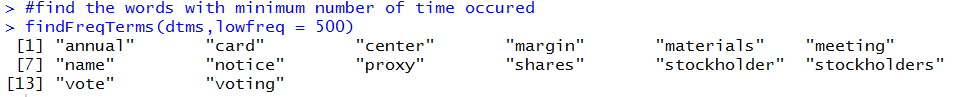 > #find the words with minimum number of time occured
> findFreqTerms(dtms,lowfreq = 500)
[1] "annual" "card" "center" "margin" "materials" "meeting"
[7] "name" "notice" "proxy" "shares" "stockholder" "stockholders"
[13] "vote" "voting"